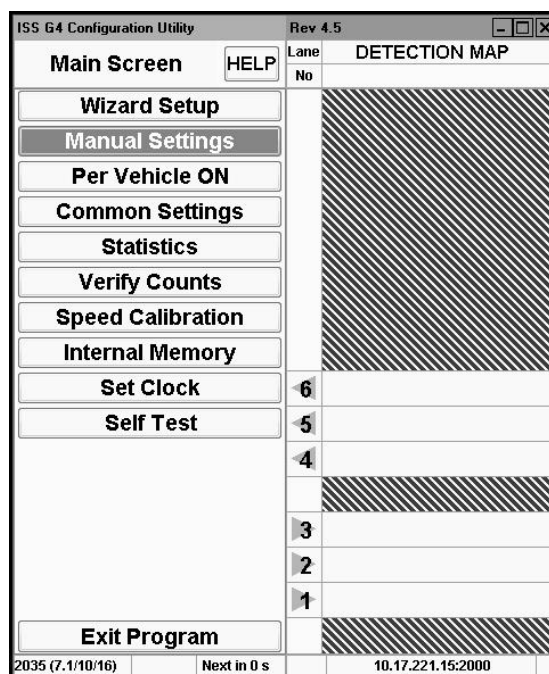 ISS G4 Configuration Utility Rev 4.5
Main Screen HELP Lane No DETECTION MAP
Wizard Setup
Manual Settings
Per Vehicle ON
Common Settings
Statistics
Verify Counts
Speed Calibration
Internal Memory
Set Clock 6
Self Test 5
4
3
2
1
Exit Program
2035 (7.1/10/16) Next in 0 s 10.17.221.15:2000